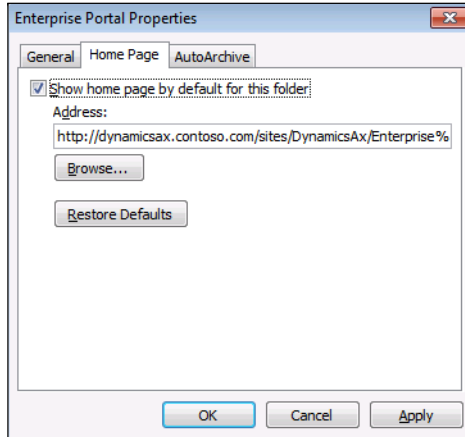 Enterprise Portal Properties
General Home Page AutoArchive
Show home page by default for this folder
Address:
http://dynamicsax.contoso.com/sites/DynamicsAx/Enterprise%
Browse...
Restore Defaults
OK Cancel Apply